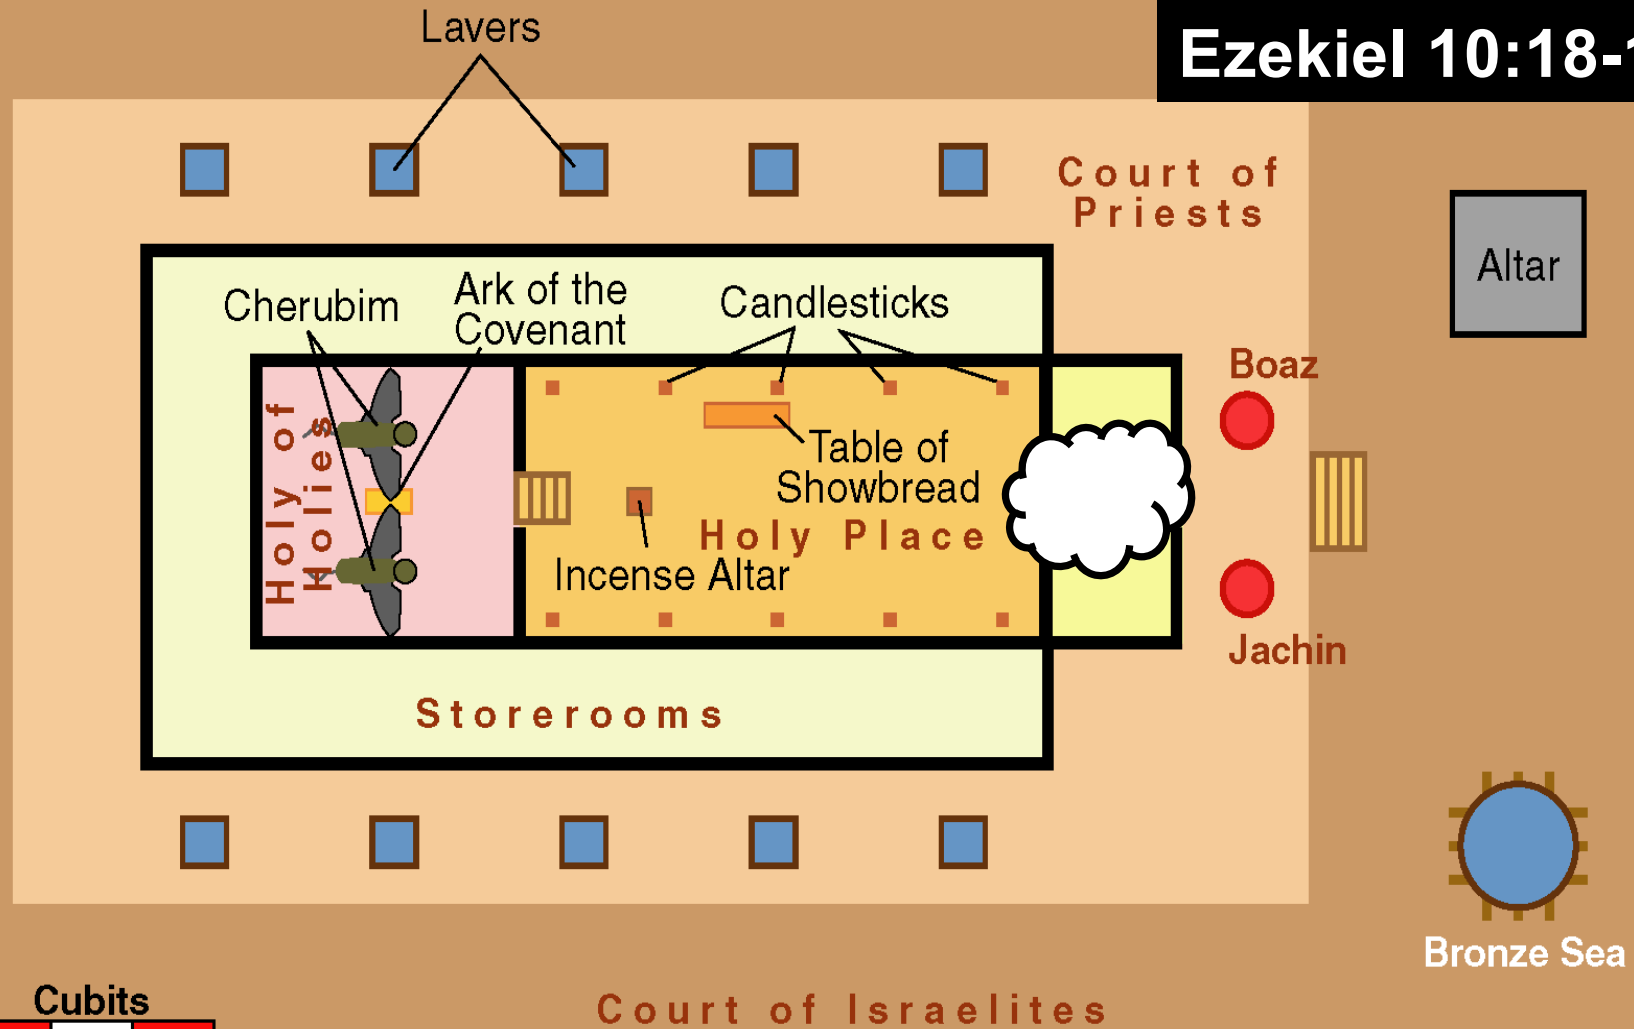 Lavers
Ezekiel 10:18-
Court of
Priests
Altar
Cherubim
Ark of the
Covenant
Candlesticks
Boaz
Holy of
Holies
Table of
Showbread
Holy Place
Incense Altar
Jachin
Storerooms
Bronze Sea
Cubits
Court of Israelites